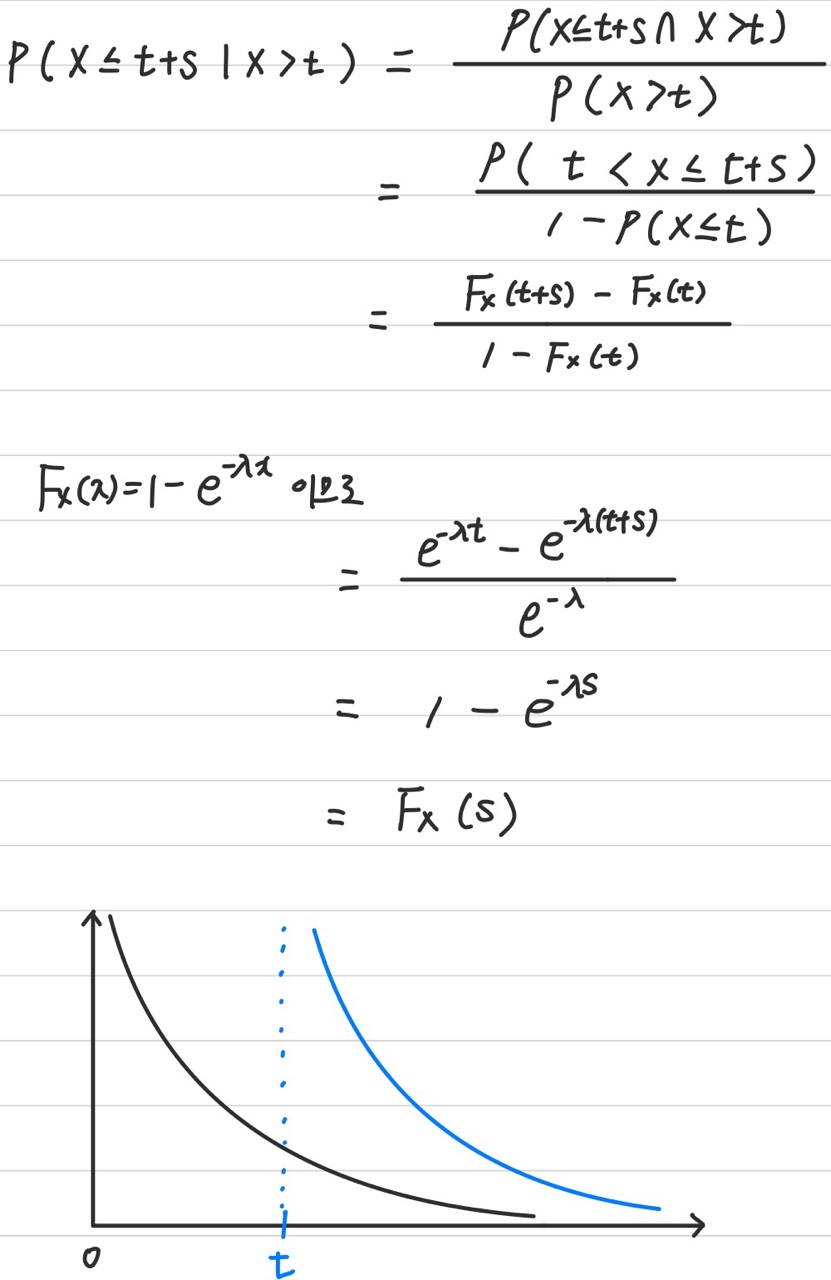 P(X ≤ t+s | X > t) = P(X≤t+s ∩ X > t) / P(X > t)
= P( t < X ≤ t+s) / 1 - P(X≤t)
= Fx(t+s) - Fx(t) / 1 - Fx(t)
Fx(x)=1- e^-λx 이므로
= e^-λt - e^-λ(t+s) / e^-λ
= 1 - e^-λs
= Fx (s)
0
t